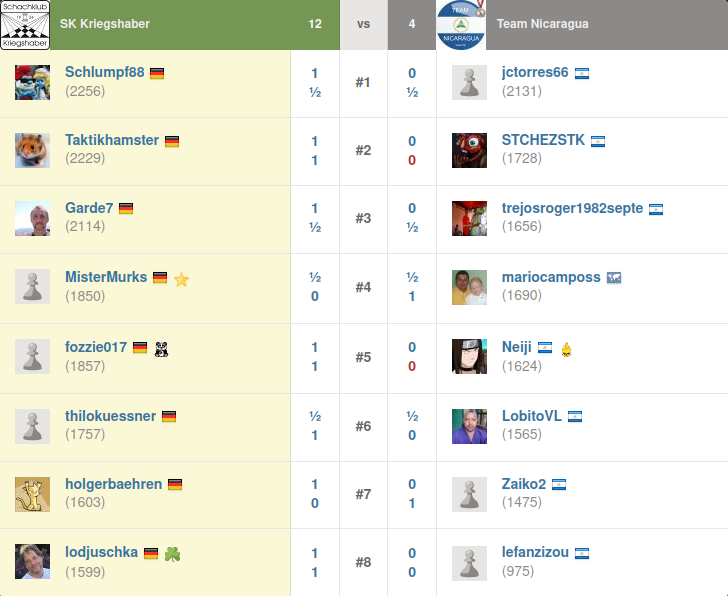 Schachklub
19 24
Kriegshaber
SK Kriegshaber
12
vs
4
TEAM
NICARAGUA
Team Nicaragua
Schlumpf88
(2256)
1
½
#1
0
½
jctorres66
(2131)
Taktikhamster
(2229)
1
1
#2
0
0
STCHEZSTK
(1728)
Garde7
(2114)
1
½
#3
0
½
trejosroger1982septe
(1656)
MisterMurks
(1850)
½
0
#4
½
1
mariocamposs
(1690)
fozzie017
(1857)
1
1
#5
0
0
Neiji
(1624)
thilokuessner
(1757)
½
1
#6
½
0
LobitoVL
(1565)
holgerbaehren
(1603)
1
0
#7
0
1
Zaiko2
(1475)
lodjuschka
(1599)
1
1
#8
0
0
lefanzizou
(975)